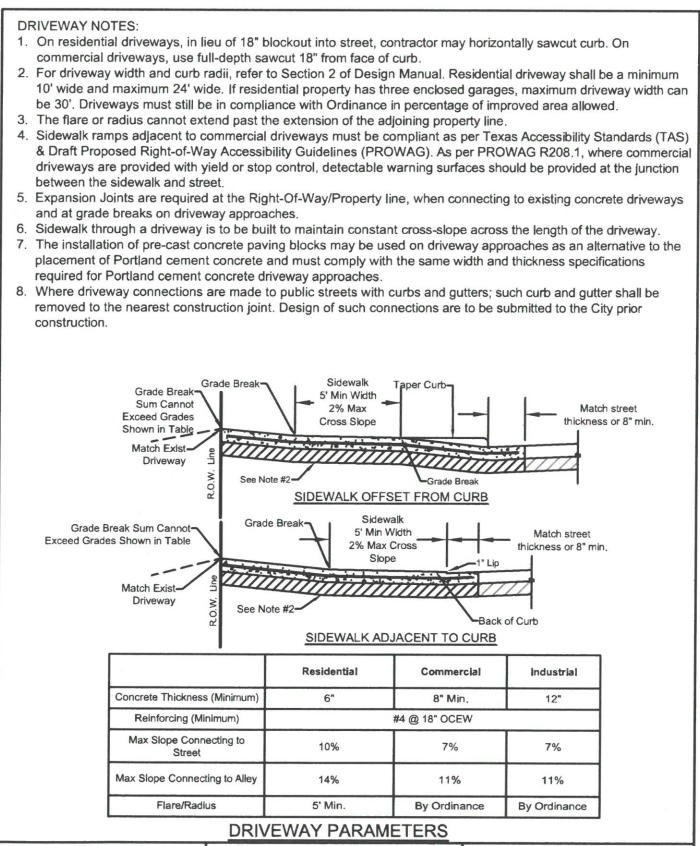 DRIVEWAY NOTES:
1. On residential driveways, in lieu of 18" blockout into street, contractor may horizontally sawcut curb. On
commercial driveways, use full-depth sawcut 18" from face of curb.
2. For driveway width and curb radii, refer to Section 2 of Design Manual. Residential driveway shall be a minimum
10' wide and maximum 24' wide. If residential property has three enclosed garages, maximum driveway width can
be 30'. Driveways must still be in compliance with Ordinance in percentage of improved area allowed.
3. The flare or radius cannot extend past the extension of the adjoining property line.
4. Sidewalk ramps adjacent to commercial driveways must be compliant as per Texas Accessibility Standards (TAS)
& Draft Proposed Right-of-Way Accessibility Guidelines (PROWAG). As per PROWAG R208.1, where commercial
driveways are provided with yield or stop control, detectable warning surfaces should be provided at the junction
between the sidewalk and street.
5. Expansion Joints are required at the Right-Of-Way/Property line, when connecting to existing concrete driveways
and at grade breaks on driveway approaches.
6. Sidewalk through a driveway is to be built to maintain constant cross-slope across the length of the driveway.
7. The installation of pre-cast concrete paving blocks may be used on driveway approaches as an alternative to the
placement of Portland cement concrete and must comply with the same width and thickness specifications
required for Portland cement concrete driveway approaches.
8. Where driveway connections are made to public streets with curbs and gutters; such curb and gutter shall be
removed to the nearest construction joint. Design of such connections are to be submitted to the City prior
construction.
Grade Break
Sum Cannot
Exceed Grades
Shown in Table
Match Exist
Driveway
R.O.W. Line
Grade Break
Sidewalk
5' Min Width
2% Max
Cross Slope
Taper Curb
Match street
thickness or 8" min.
See Note #2
Grade Break
SIDEWALK OFFSET FROM CURB
Grade Break Sum Cannot
Exceed Grades Shown in Table
Match Exist
Driveway
R.O.W. Line
Grade Break
Sidewalk
5' Min Width
2% Max Cross
Slope
Match street
thickness or 8" min.
1" Lip
See Note #2
Back of Curb
SIDEWALK ADJACENT TO CURB
Residential Commercial Industrial
Concrete Thickness (Minimum) 6" 8" Min. 12"
Reinforcing (Minimum) #4 @ 18" OCEW
Max Slope Connecting to
Street 10% 7% 7%
Max Slope Connecting to Alley 14% 11% 11%
Flare/Radius 5' Min. By Ordinance By Ordinance
DRIVEWAY PARAMETERS